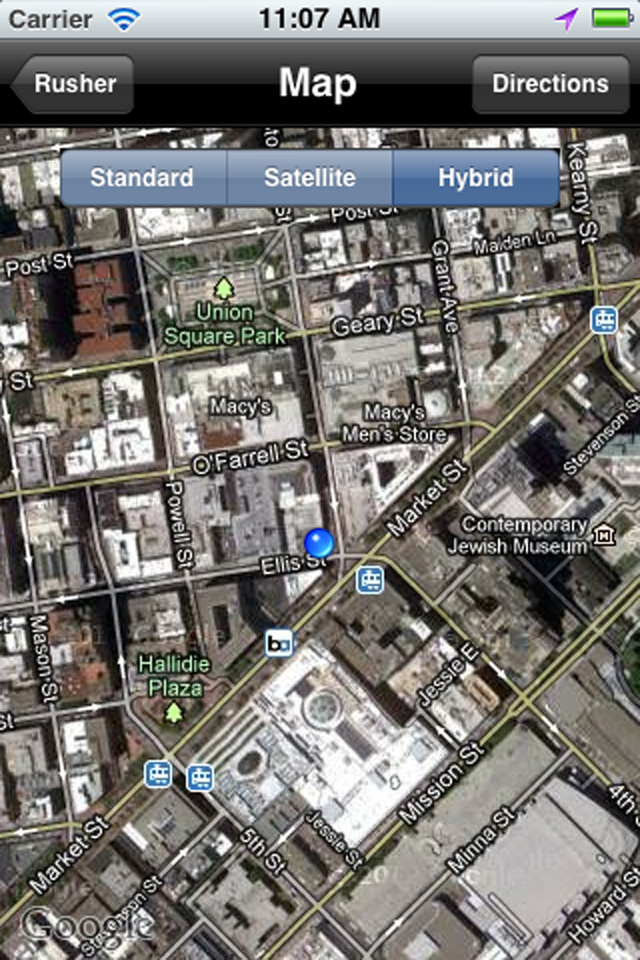 Carrier
11:07 AM
Rusher
Map
Directions
Standard
Satellite
Hybrid
Kearny St
Post St
Maiden Ln
Post St
Grant Ave
Union
Square Park
Geary St
St
Macy's
Macy's
Men's Store
O'Farrell St
Stevenson St
Market St
Powell St
Contemporary
Jewish Museum
Ellis St
Mason St
Hallidie
Plaza
Jessie E
St
Mission St
4th
Market St
5th St
Jessie St
Minna St
Stevenson St
Howard St
Google